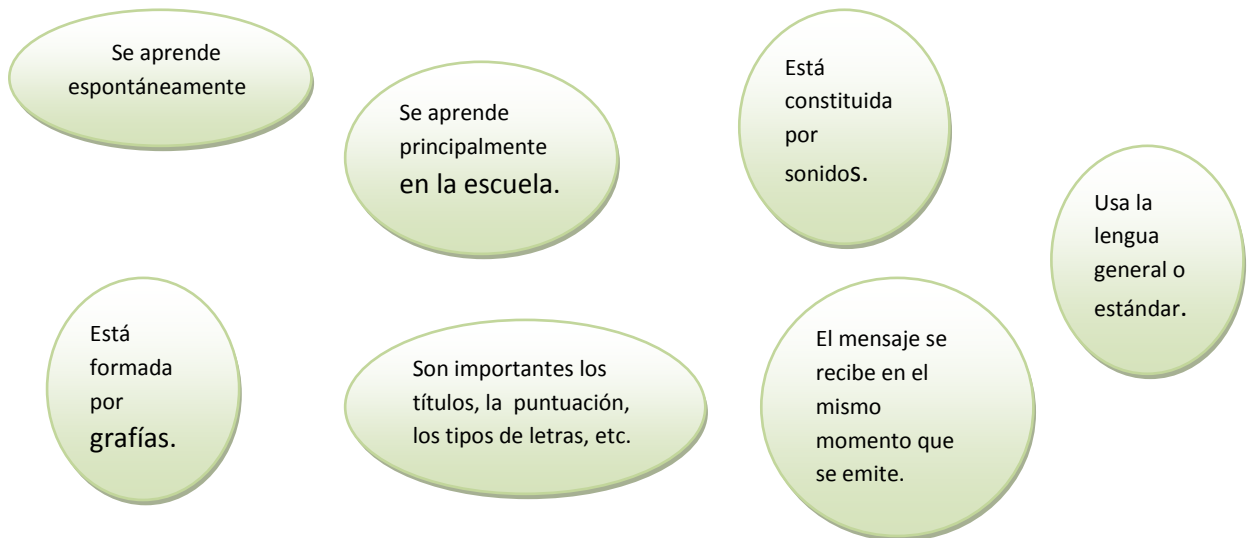 Se aprende
espontáneamente
Se aprende
principalmente
en la escuela.
Está
constituida
por
sonidos.
Usa la
lengua
general o
estándar.
Está
formada
por
grafías.
Son importantes los
títulos, la  puntuación,
los tipos de letras, etc.
El mensaje se
recibe en el
mismo
momento que
se emite.